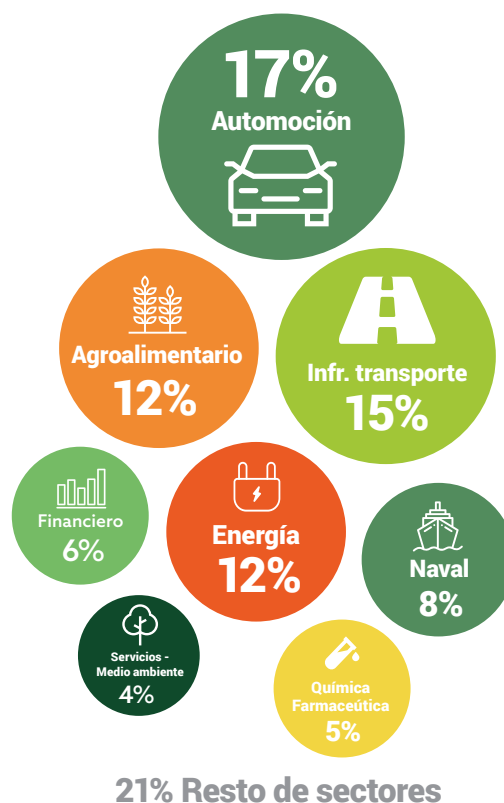 17%
Automoción
Agroalimentario
12%
Infr. transporte
15%
Financiero
6%
Energía
12%
Naval
8%
Servicios -
Medio ambiente
4%
Química
Farmaceútica
5%
21% Resto de sectores